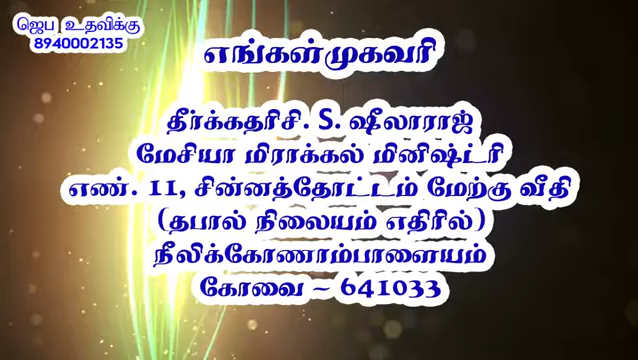 ஜெப உதவிக்கு
8940002135
எங்கள்முகவரி
தீர்க்கதரிசி. S. ஷீலாராஜ்
மேசியா மிராக்கல் மினிஷ்ட்ரி
எண். 11, சின்னத்தோட்டம் மேற்கு வீதி
(தபால் நிலையம் எதிரில்)
நீலிக்கோணாம்பாளையம்
கோவை ~ 641033